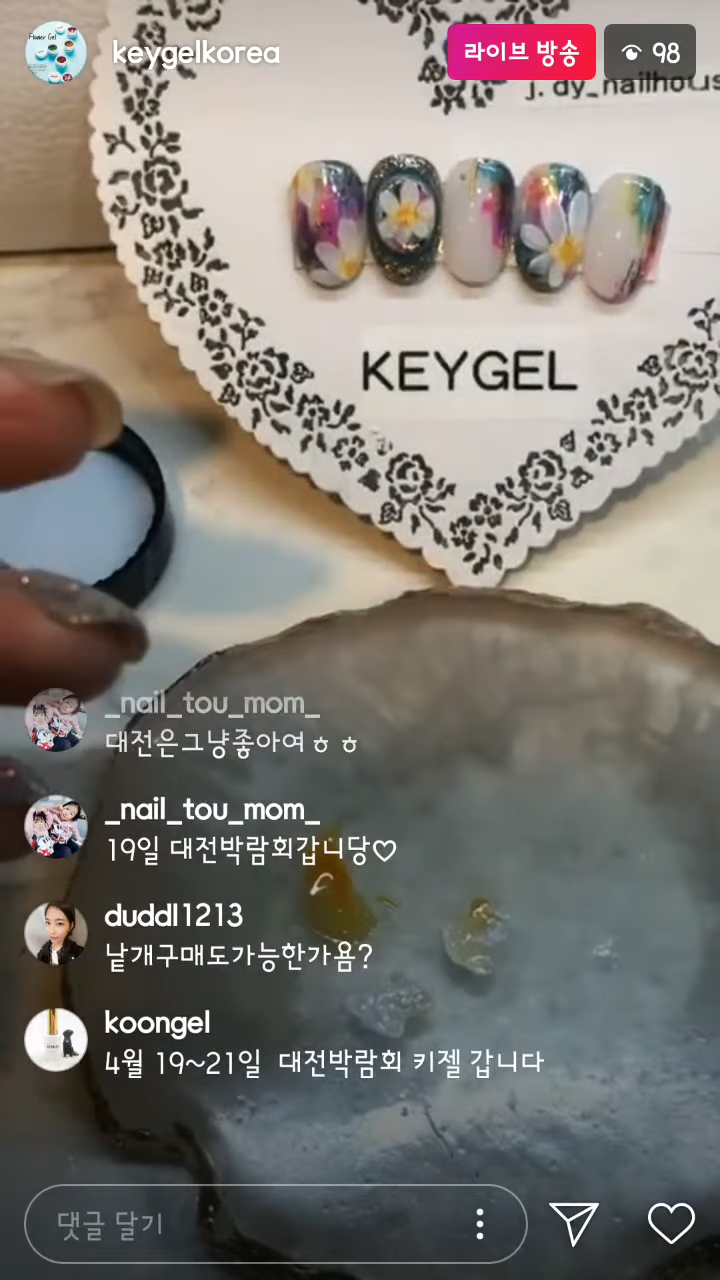 keygelkorea
라이브 방송
98
j. dy_nailhous
KEYGEL
_nail_tou_mom_
대전은그냥좋아여ㅎㅎ
_nail_tou_mom_
19일 대전박람회갑니당♡
duddl1213
낱개구매도가능한가욤?
koongel
4월 19~21일 대전박람회 키젤 갑니다
댓글 달기